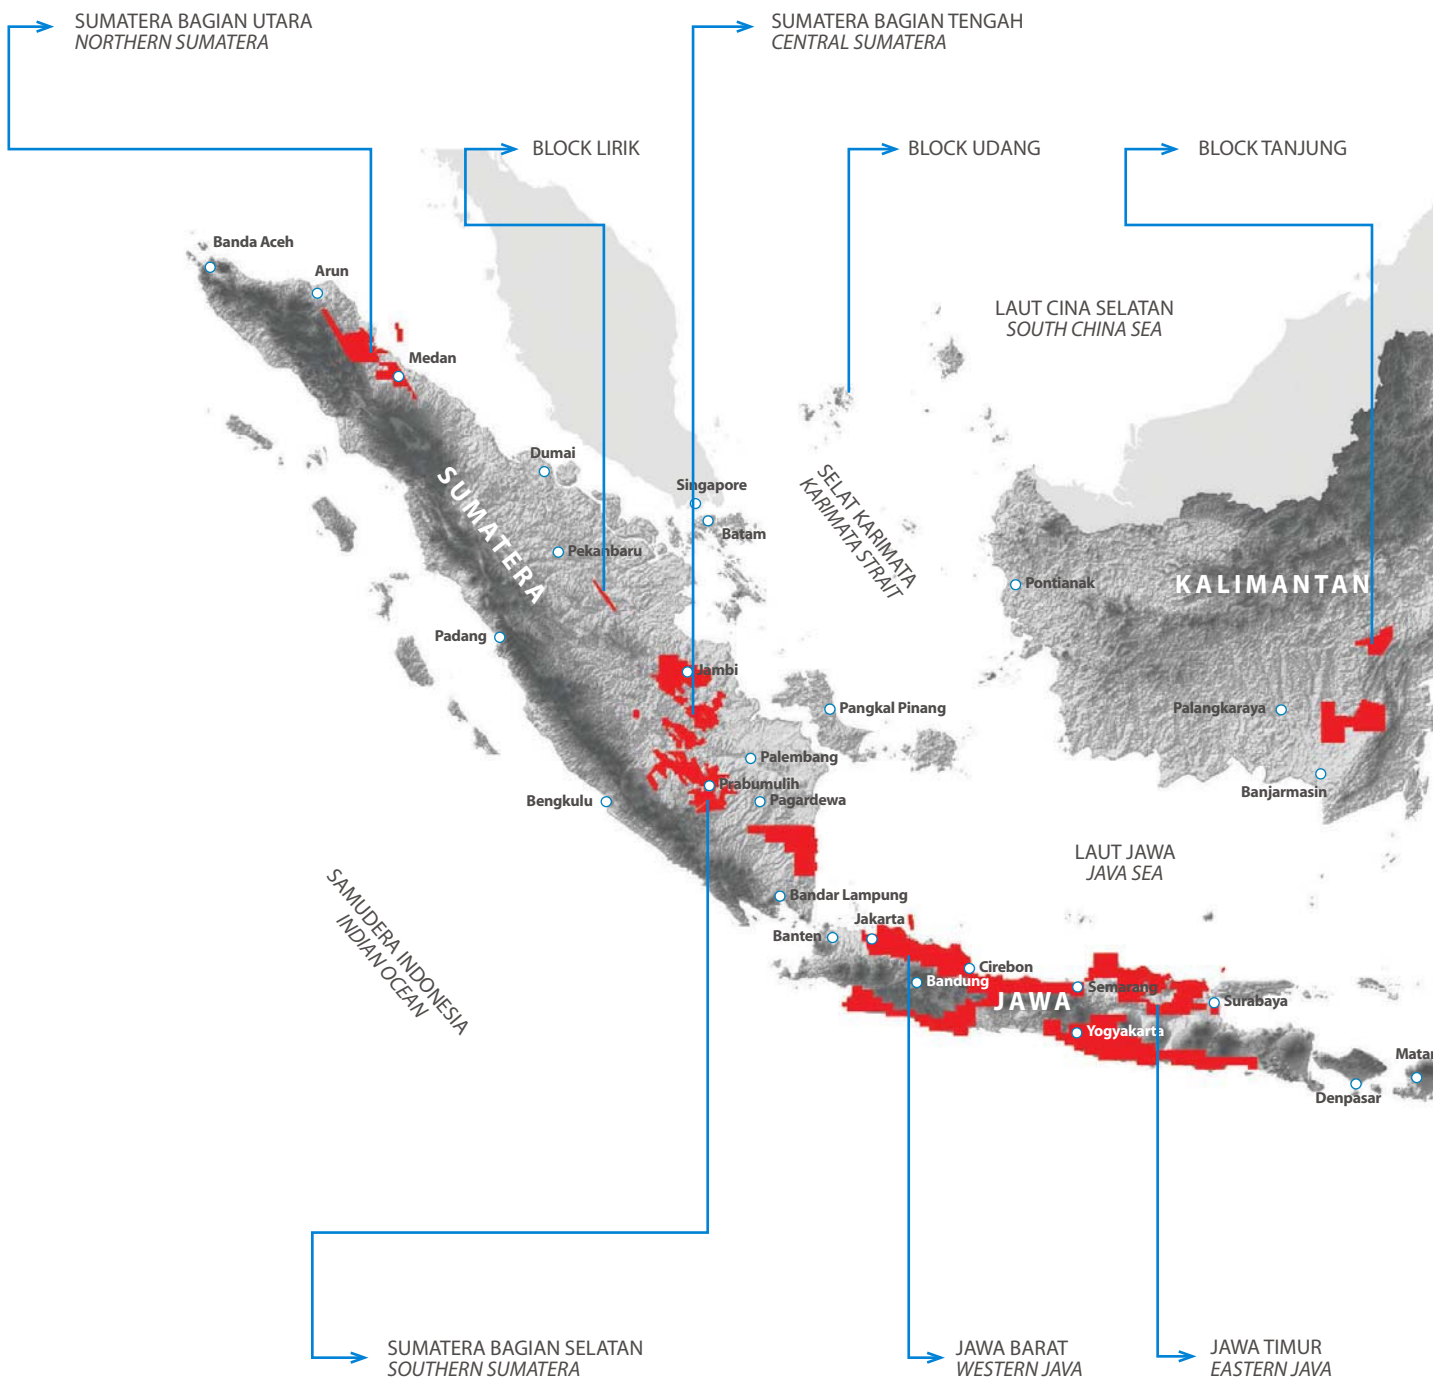 SUMATERA BAGIAN UTARA
NORTHERN SUMATERA
SUMATERA BAGIAN TENGAH
CENTRAL SUMATERA
BLOCK LIRIK
BLOCK UDANG
BLOCK TANJUNG
Banda Aceh
Arun
LAUT CINA SELATAN
SOUTH CHINA SEA
Medan
Dumai
SUMATERA
Singapore
Batam
SELAT KARIMATA
KARIMATA STRAIT
Pekanbaru
Pontianak
KALIMANTAN
Padang
Jambi
Pangkal Pinang
Palangkaraya
Palembang
Prabumulih
Bengkulu
Pagardewa
Banjarmasin
LAUT JAWA
JAVA SEA
SAMUDERA INDONESIA
INDIAN OCEAN
Bandar Lampung
Jakarta
Banten
Cirebon
Bandung
Semarang
JAWA
Surabaya
Yogyakarta
Matar
Denpasar
SUMATERA BAGIAN SELATAN
SOUTHERN SUMATERA
JAWA BARAT
WESTERN JAVA
JAWA TIMUR
EASTERN JAVA